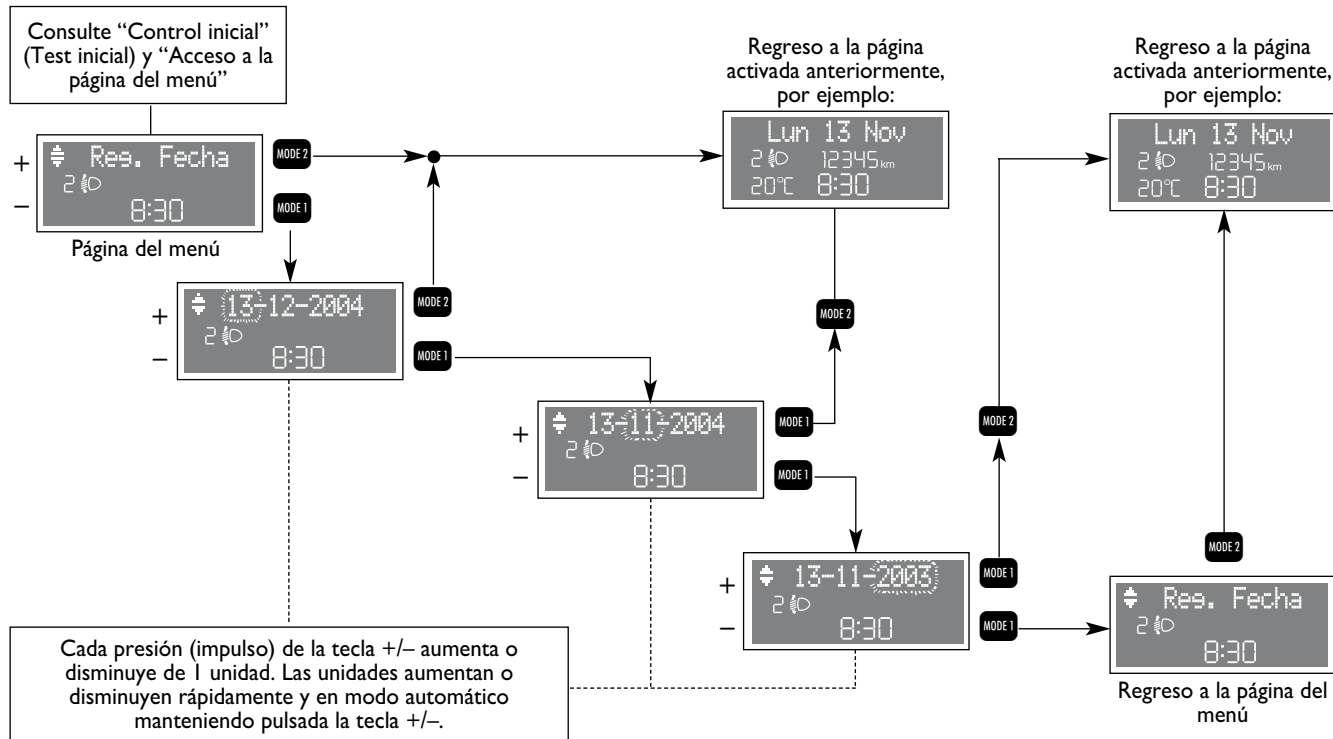 Consulte “Control inicial”
(Test inicial) y “Acceso a la
página del menú”
Regreso a la página
activada anteriormente,
por ejemplo:
Regreso a la página
activada anteriormente,
por ejemplo:
+
–
Reg. Fecha
2
8:30
MODE 2
MODE 1
Página del menú
Lun 13 Nov
2 12345 km
20°C 8:30
Lun 13 Nov
2 12345 km
20°C 8:30
+
–
13-12-2004
2
8:30
MODE 2
MODE 1
MODE 2
+
–
13-11-2004
2
8:30
MODE 1
MODE 1
MODE 2
+
–
13-11-2003
2
8:30
MODE 1
MODE 1
MODE 2
Reg. Fecha
2
8:30
Regreso a la página del
menú
Cada presión (impulso) de la tecla +/– aumenta o
disminuye de 1 unidad. Las unidades aumentan o
disminuyen rápidamente y en modo automático
manteniendo pulsada la tecla +/–.